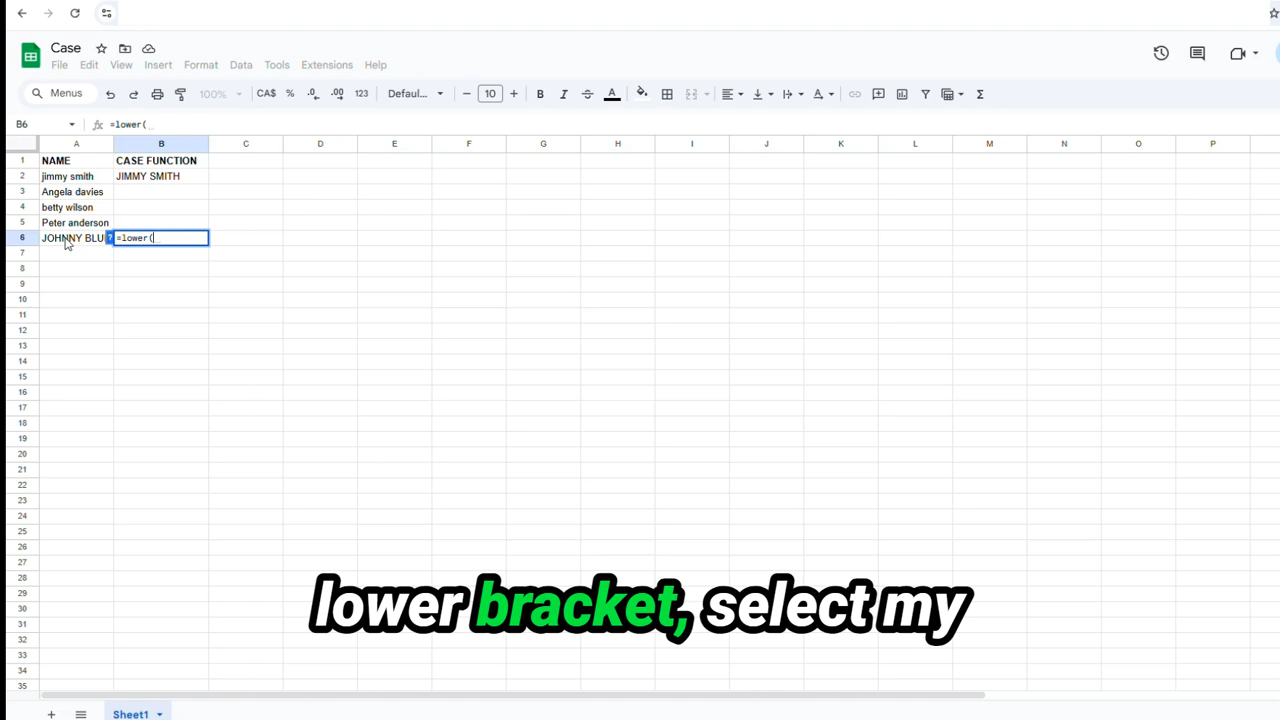 Case
File Edit View Insert Format Data Tools Extensions Help
Menus 100% CA$ % .0 .00 123 Defaul... − 10 + B I S A Σ
B6 fx =lower(
A B C D E F G H I J K L M N O P
1 NAME CASE FUNCTION
2 jimmy smith JIMMY SMITH
3 Angela davies
4 betty wilson
5 Peter anderson
6 JOHNNY BLU ? =lower(
7
8
9
10
11
12
13
14
15
16
17
18
19
20
21
22
23
24
25
26
27
28
29
30
31
32
33
34
35
lower bracket, select my
+ Sheet1